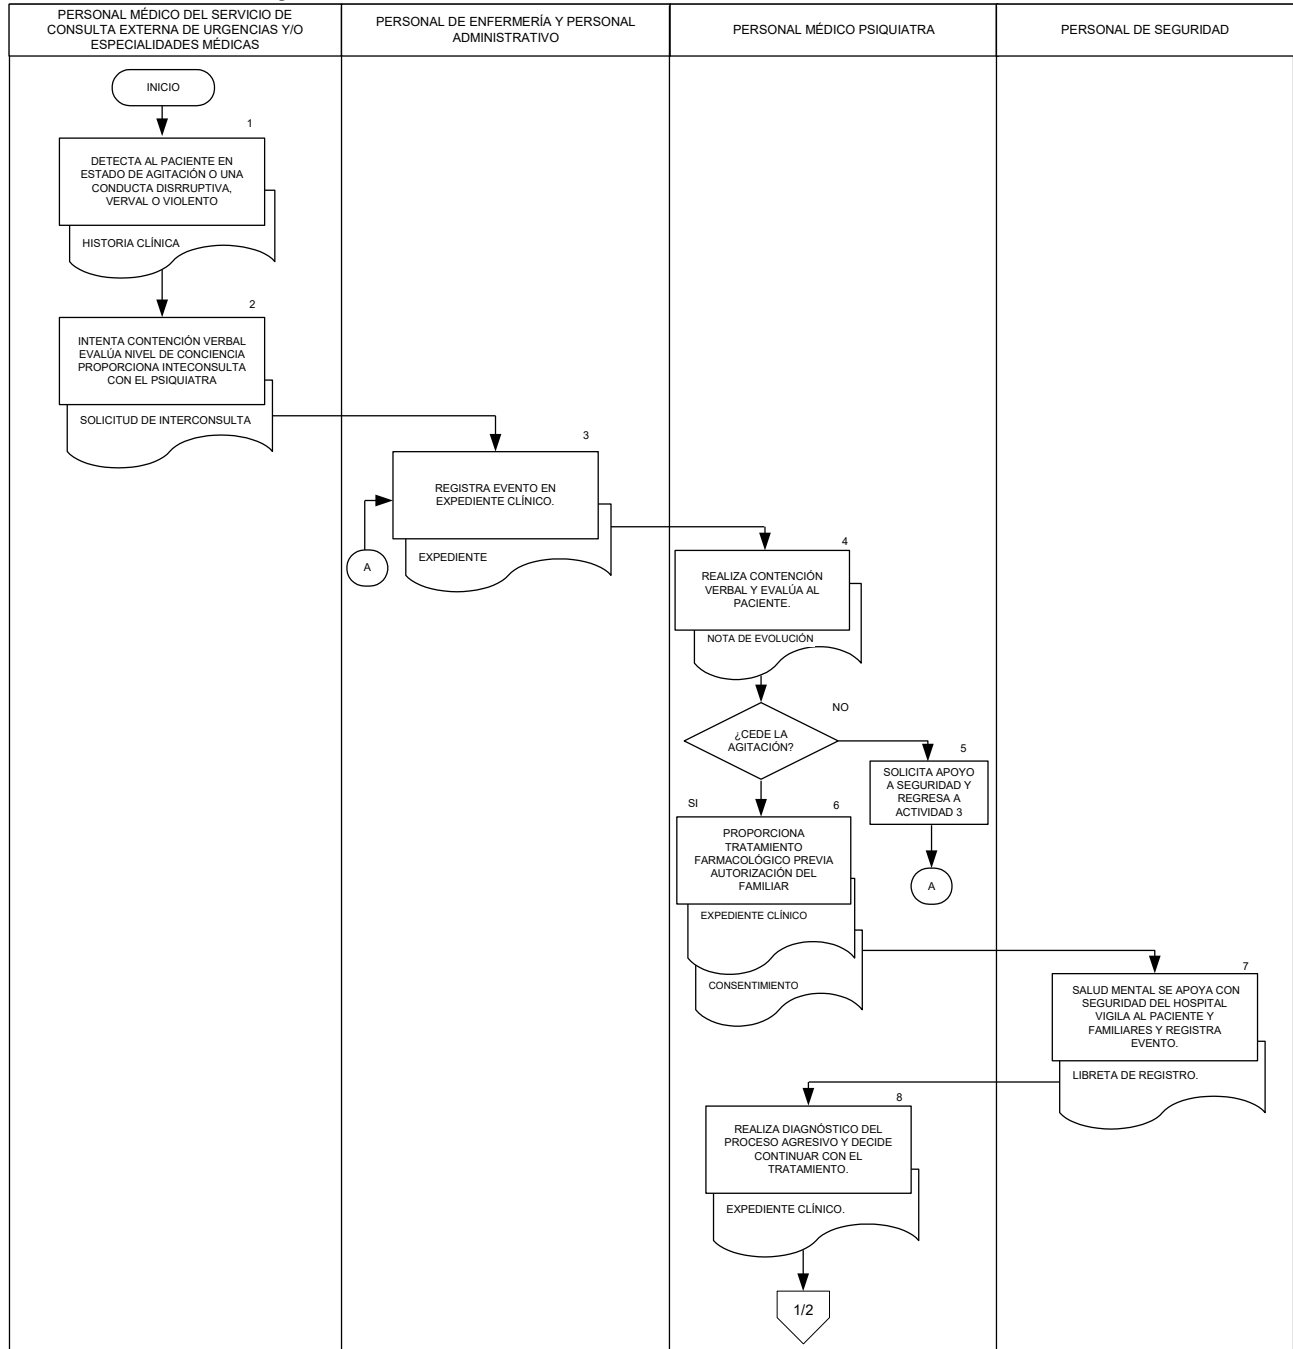 PERSONAL MÉDICO DEL SERVICIO DE
CONSULTA EXTERNA DE URGENCIAS Y/O
ESPECIALIDADES MÉDICAS
PERSONAL DE ENFERMERÍA Y PERSONAL
ADMINISTRATIVO
PERSONAL MÉDICO PSIQUIATRA
PERSONAL DE SEGURIDAD
INICIO
1
DETECTA AL PACIENTE EN
ESTADO DE AGITACIÓN O UNA
CONDUCTA DISRRUPTIVA,
VERVAL O VIOLENTO
HISTORIA CLÍNICA
2
INTENTA CONTENCIÓN VERBAL
EVALÚA NIVEL DE CONCIENCIA
PROPORCIONA INTECONSULTA
CON EL PSIQUIATRA
SOLICITUD DE INTERCONSULTA
3
REGISTRA EVENTO EN
EXPEDIENTE CLÍNICO.
EXPEDIENTE
A
4
REALIZA CONTENCIÓN
VERBAL Y EVALÚA AL
PACIENTE.
NOTA DE EVOLUCIÓN
¿CEDE LA
AGITACIÓN?
NO
5
SOLICITA APOYO
A SEGURIDAD Y
REGRESA A
ACTIVIDAD 3
A
SI
6
PROPORCIONA
TRATAMIENTO
FARMACOLÓGICO PREVIA
AUTORIZACIÓN DEL
FAMILIAR
EXPEDIENTE CLÍNICO
CONSENTIMIENTO
7
SALUD MENTAL SE APOYA CON
SEGURIDAD DEL HOSPITAL
VIGILA AL PACIENTE Y
FAMILIARES Y REGISTRA
EVENTO.
LIBRETA DE REGISTRO.
8
REALIZA DIAGNÓSTICO DEL
PROCESO AGRESIVO Y DECIDE
CONTINUAR CON EL
TRATAMIENTO.
EXPEDIENTE CLÍNICO.
1/2